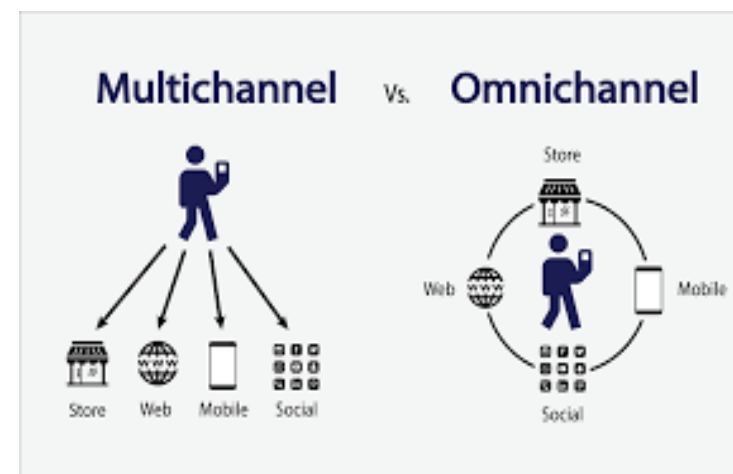 Multichannel Vs. Omnichannel
Store
Web
Mobile
Store Web Mobile Social
Social